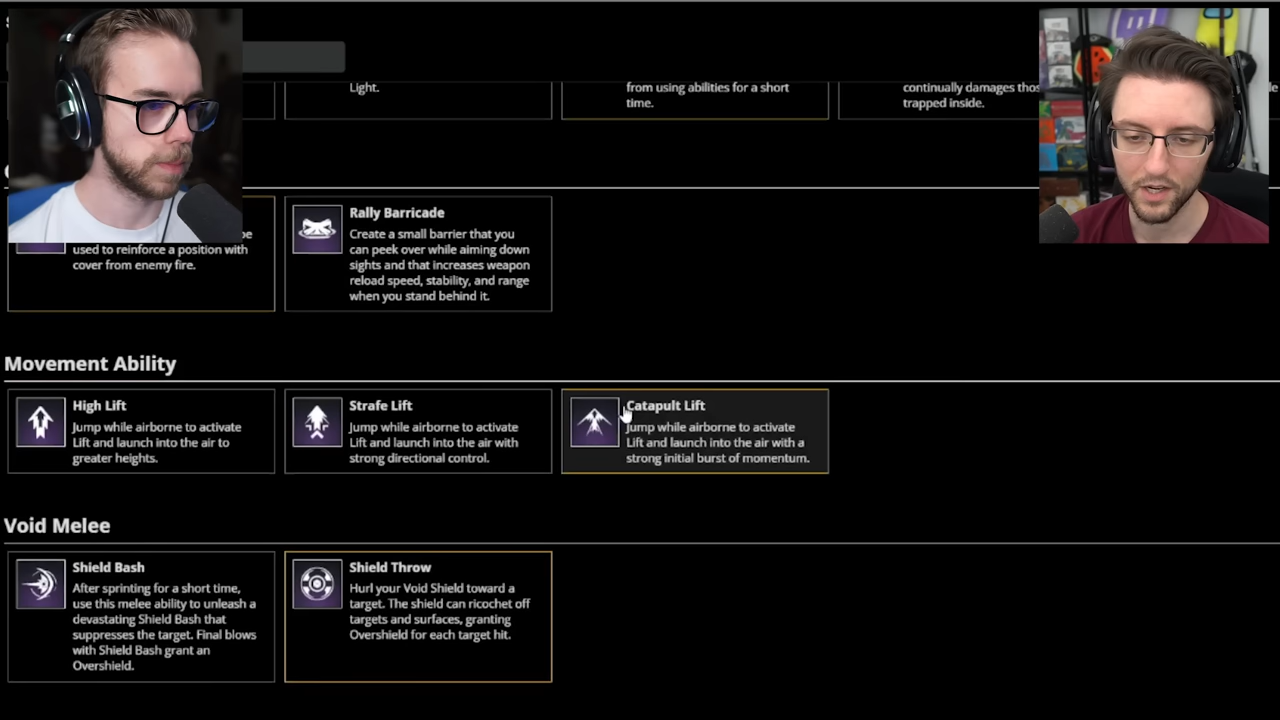 Light.
from using abilities for a short
time.
continually damages those
trapped inside.
used to reinforce a position with
cover from enemy fire.
Rally Barricade
Create a small barrier that you
can peek over while aiming down
sights and that increases weapon
reload speed, stability, and range
when you stand behind it.
Movement Ability
High Lift
Jump while airborne to activate
Lift and launch into the air to
greater heights.
Strafe Lift
Jump while airborne to activate
Lift and launch into the air with
strong directional control.
Catapult Lift
Jump while airborne to activate
Lift and launch into the air with a
strong initial burst of momentum.
Void Melee
Shield Bash
After sprinting for a short time,
use this melee ability to unleash a
devastating Shield Bash that
suppresses the target. Final blows
with Shield Bash grant an
Overshield.
Shield Throw
Hurl your Void Shield toward a
target. The shield can ricochet off
targets and surfaces, granting
Overshield for each target hit.